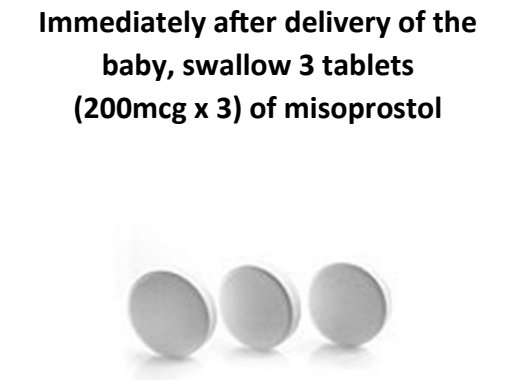 Immediately after delivery of the
baby, swallow 3 tablets
(200mcg x 3) of misoprostol